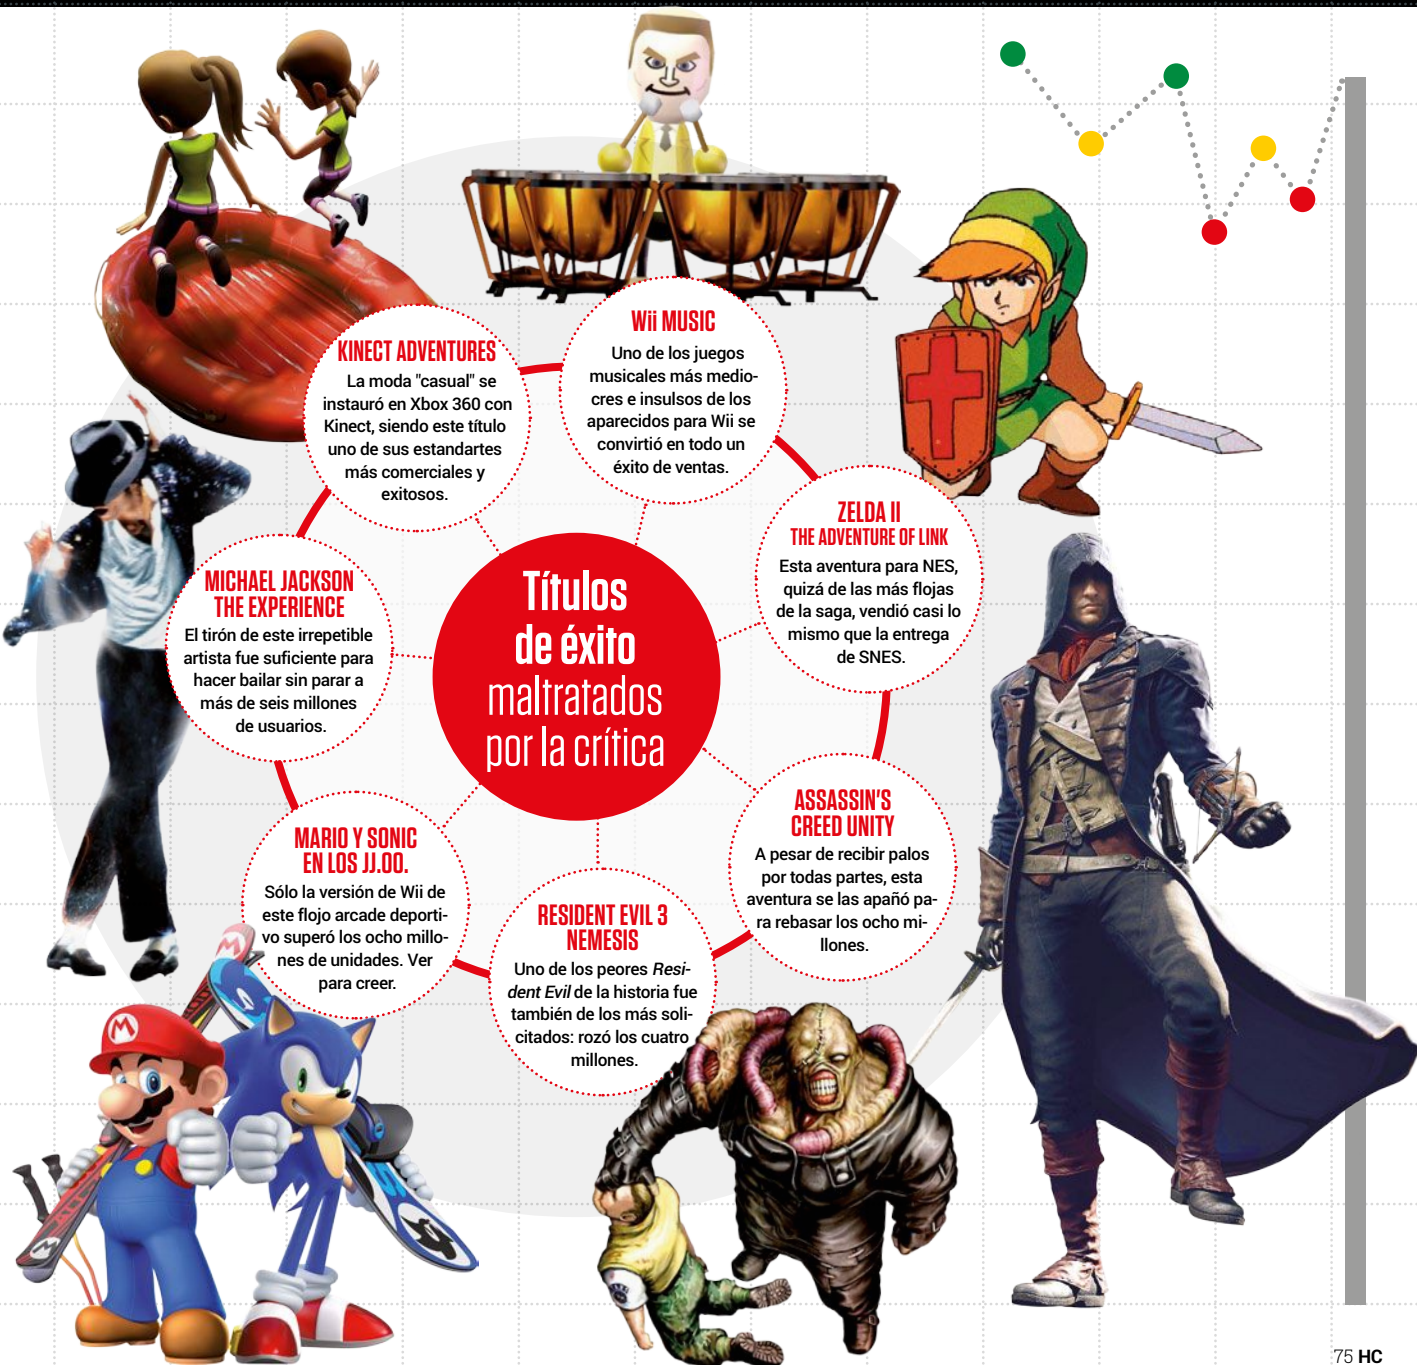 KINECT ADVENTURES
La moda "casual" se
instauró en Xbox 360 con
Kinect, siendo este título
uno de sus estandartes
más comerciales y
exitosos.
Wii MUSIC
Uno de los juegos
musicales más medio-
cres e insulsos de los
aparecidos para Wii se
convirtió en todo un
éxito de ventas.
ZELDA II
THE ADVENTURE OF LINK
Esta aventura para NES,
quizá de las más flojas
de la saga, vendió casi lo
mismo que la entrega
de SNES.
MICHAEL JACKSON
THE EXPERIENCE
El tirón de este irrepetible
artista fue suficiente para
hacer bailar sin parar a
más de seis millones
de usuarios.
Títulos
de éxito
maltratados
por la crítica
ASSASSIN'S
CREED UNITY
A pesar de recibir palos
por todas partes, esta
aventura se las apañó pa-
ra rebasar los ocho mi-
llones.
MARIO Y SONIC
EN LOS JJ.OO.
Sólo la versión de Wii de
este flojo arcade deporti-
vo superó los ocho millo-
nes de unidades. Ver
para creer.
RESIDENT EVIL 3
NEMESIS
Uno de los peores Resi-
dent Evil de la historia fue
también de los más soli-
citados: rozó los cuatro
millones.
75 HC